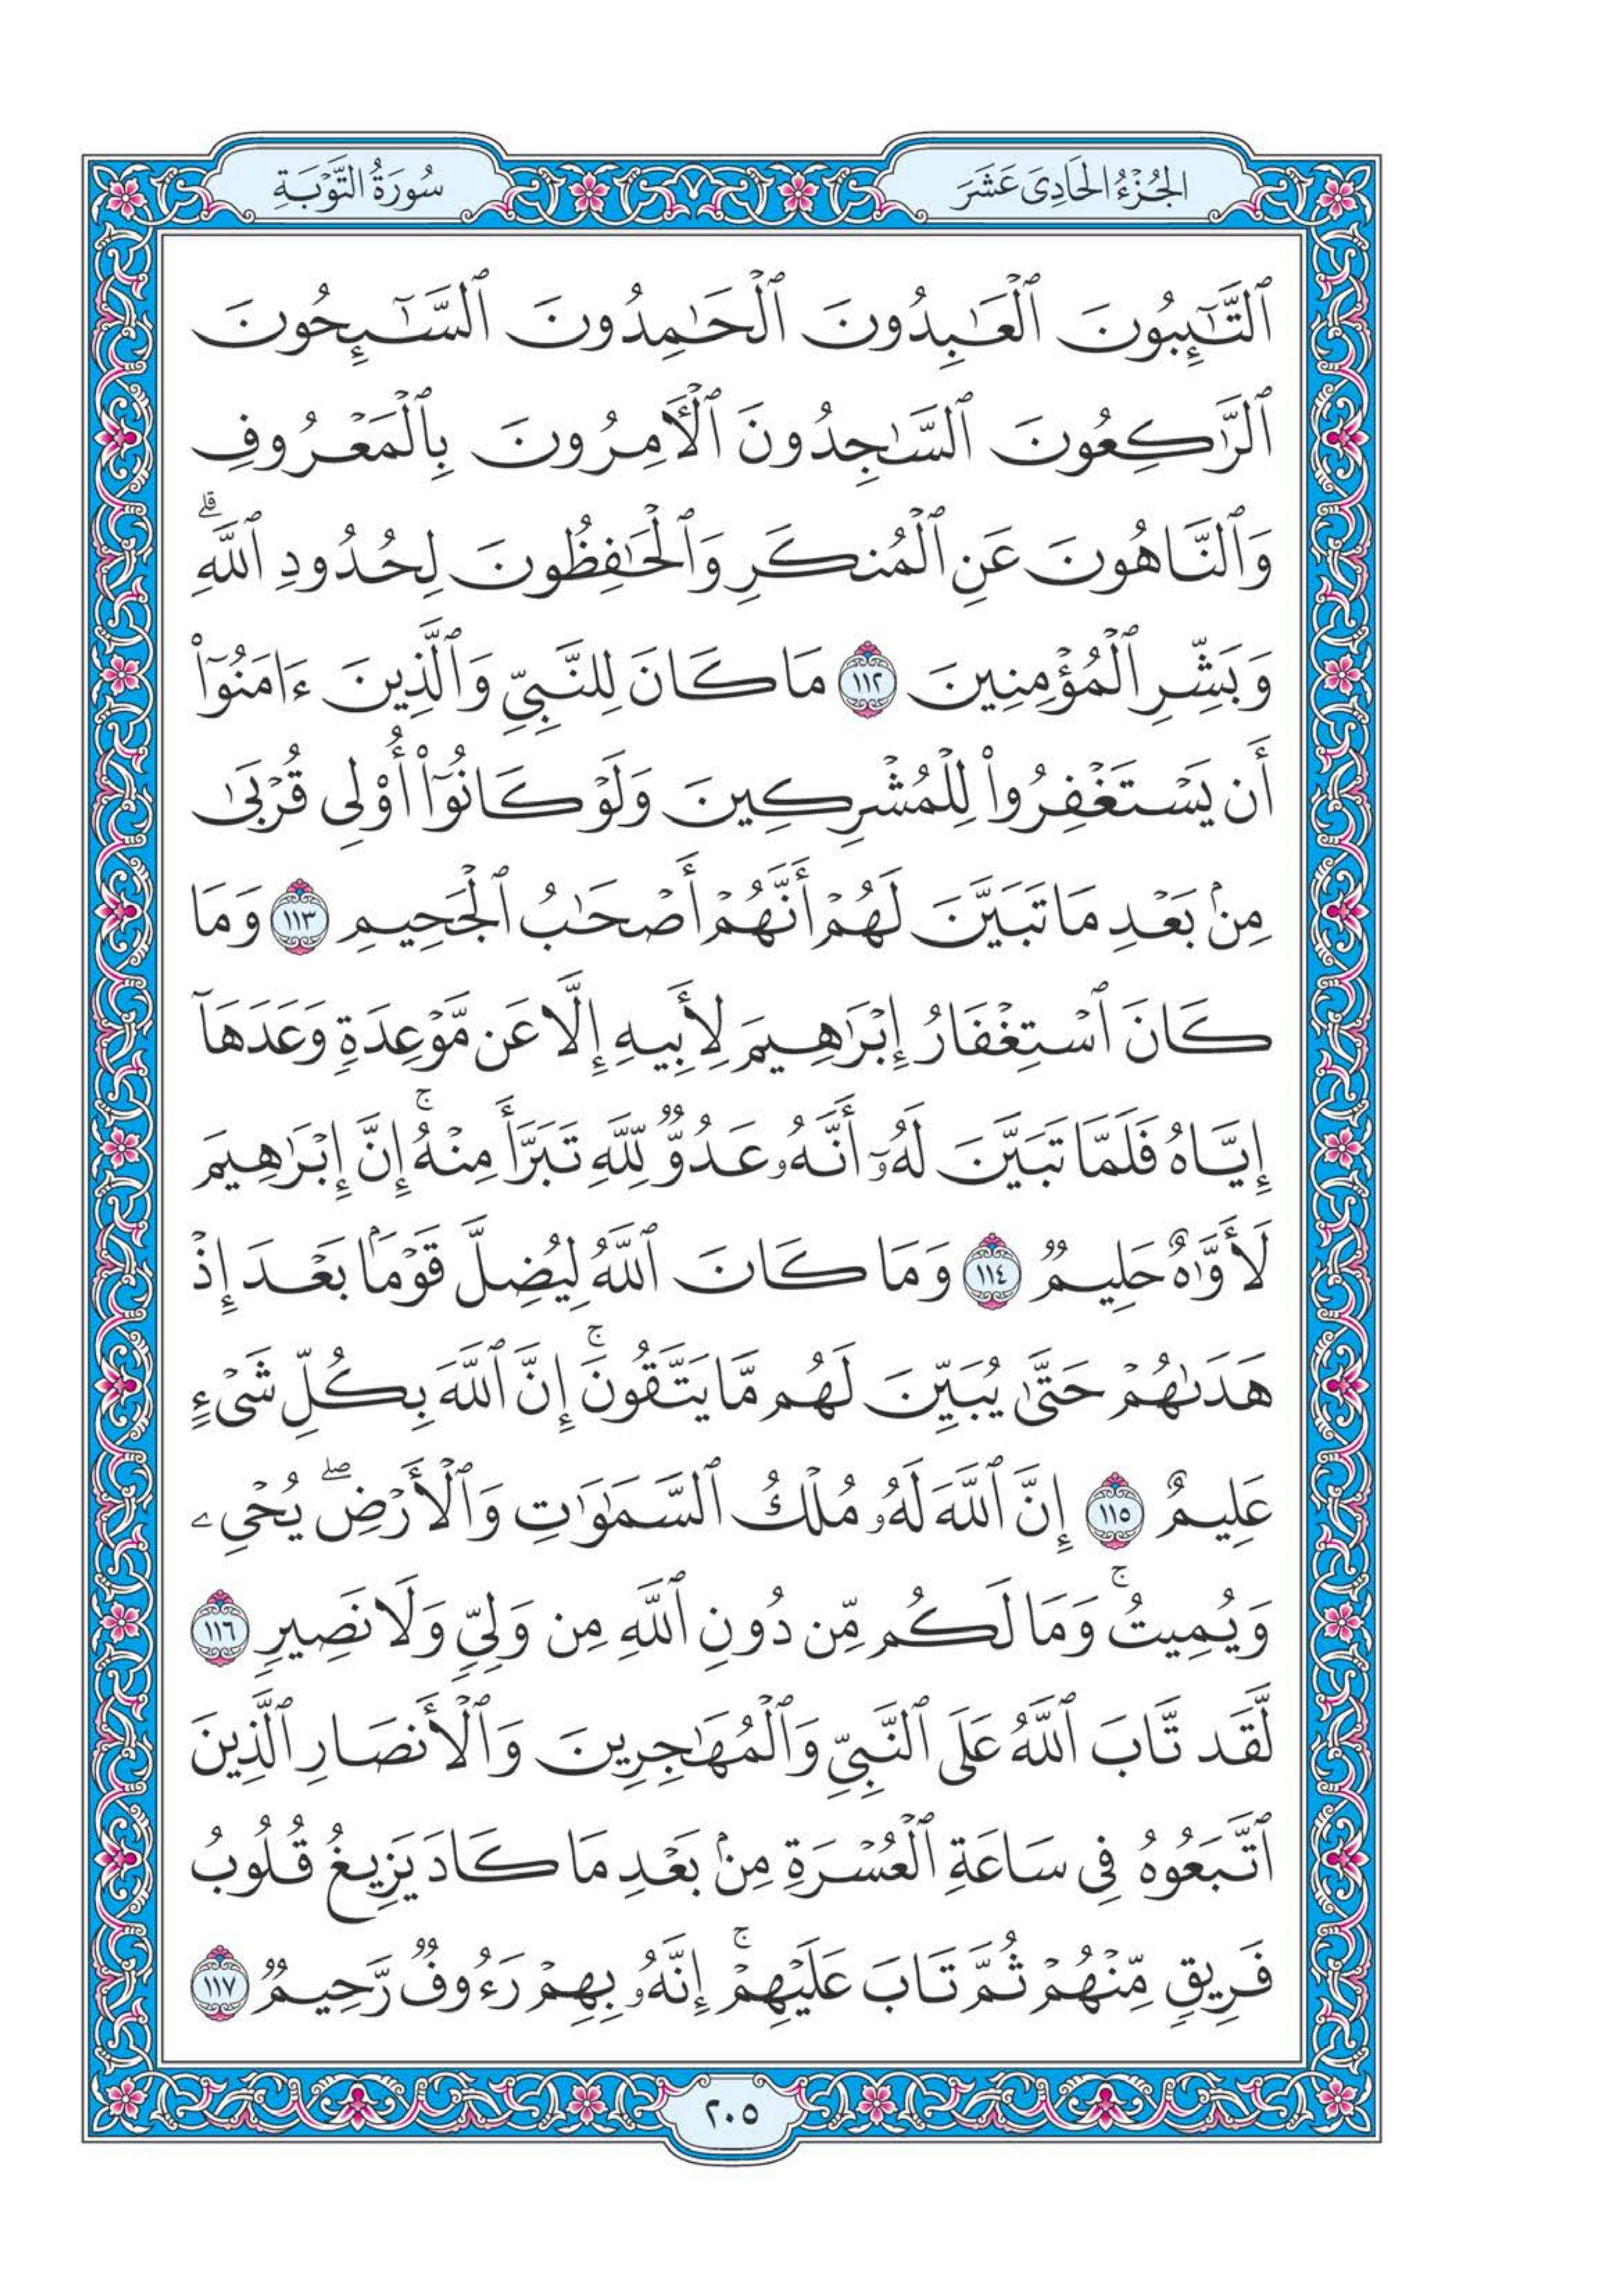 الجُزْءُ الحَادِىَ عَشَرَ
سُورَةُ التَّوْبَةِ
ٱلتَّـٰٓئِبُونَ ٱلْعَـٰبِدُونَ ٱلْحَـٰمِدُونَ ٱلسَّـٰٓئِحُونَ
ٱلرَّٰكِعُونَ ٱلسَّـٰجِدُونَ ٱلْـَٔامِرُونَ بِٱلْمَعْرُوفِ
وَٱلنَّاهُونَ عَنِ ٱلْمُنكَرِ وَٱلْحَـٰفِظُونَ لِحُدُودِ ٱللَّهِۗ
وَبَشِّرِ ٱلْمُؤْمِنِينَ ١١٢ مَا كَانَ لِلنَّبِىِّ وَٱلَّذِينَ ءَامَنُوٓا۟
أَن يَسْتَغْفِرُوا۟ لِلْمُشْرِكِينَ وَلَوْ كَانُوٓا۟ أُو۟لِى قُرْبَىٰ
مِنۢ بَعْدِ مَا تَبَيَّنَ لَهُمْ أَنَّهُمْ أَصْحَـٰبُ ٱلْجَحِيمِ ١١٣ وَمَا
كَانَ ٱسْتِغْفَارُ إِبْرَٰهِيمَ لِأَبِيهِ إِلَّا عَن مَّوْعِدَةٍ وَعَدَهَآ
إِيَّاهُ فَلَمَّا تَبَيَّنَ لَهُۥٓ أَنَّهُۥ عَدُوٌّ لِّلَّهِ تَبَرَّأَ مِنْهُۚ إِنَّ إِبْرَٰهِيمَ
لَأَوَّٰهٌ حَلِيمٌ ١١٤ وَمَا كَانَ ٱللَّهُ لِيُضِلَّ قَوْمًۢا بَعْدَ إِذْ
هَدَىٰهُمْ حَتَّىٰ يُبَيِّنَ لَهُم مَّا يَتَّقُونَۚ إِنَّ ٱللَّهَ بِكُلِّ شَىْءٍ
عَلِيمٌ ١١٥ إِنَّ ٱللَّهَ لَهُۥ مُلْكُ ٱلسَّمَـٰوَٰتِ وَٱلْأَرْضِۖ يُحْىِۦ
وَيُمِيتُۚ وَمَا لَكُم مِّن دُونِ ٱللَّهِ مِن وَلِىٍّ وَلَا نَصِيرٍ ١١٦
لَّقَد تَّابَ ٱللَّهُ عَلَى ٱلنَّبِىِّ وَٱلْمُهَـٰجِرِينَ وَٱلْأَنصَارِ ٱلَّذِينَ
ٱتَّبَعُوهُ فِى سَاعَةِ ٱلْعُسْرَةِ مِنۢ بَعْدِ مَا كَادَ يَزِيغُ قُلُوبُ
فَرِيقٍ مِّنْهُمْ ثُمَّ تَابَ عَلَيْهِمْۚ إِنَّهُۥ بِهِمْ رَءُوفٌ رَّحِيمٌ ١١٧
٢٠٥